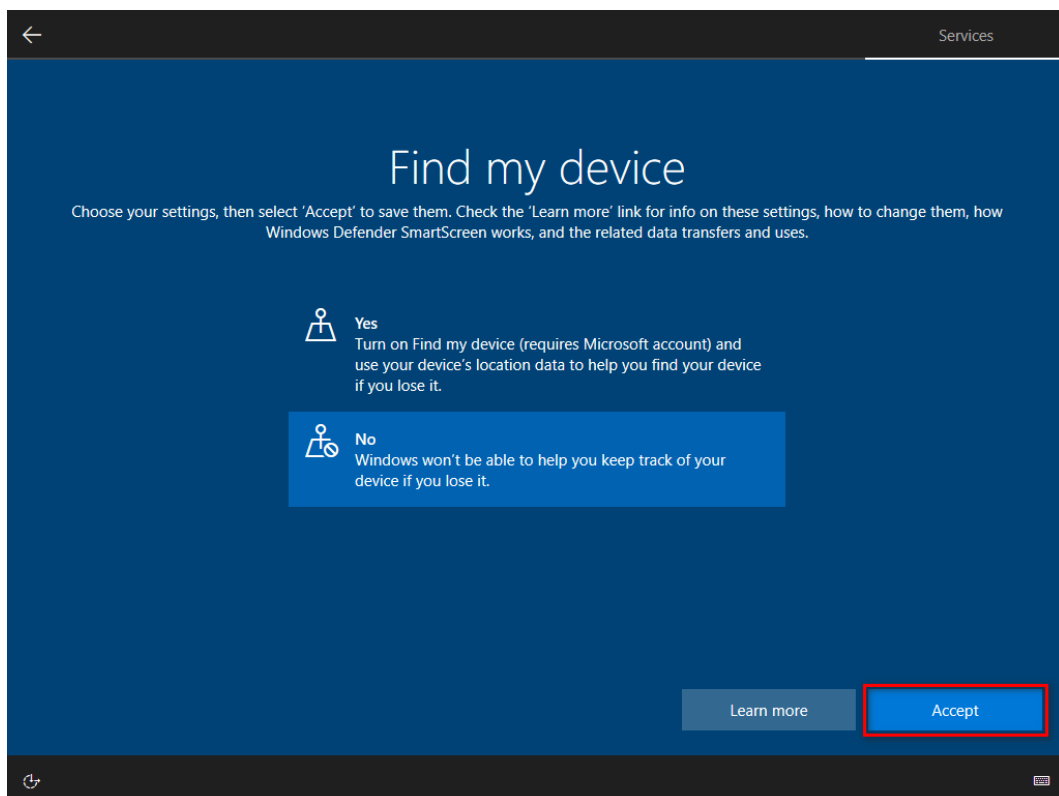 Services
Find my device
Choose your settings, then select ‘Accept’ to save them. Check the ‘Learn more’ link for info on these settings, how to change them, how
Windows Defender SmartScreen works, and the related data transfers and uses.
Yes
Turn on Find my device (requires Microsoft account) and
use your device’s location data to help you find your device
if you lose it.
No
Windows won’t be able to help you keep track of your
device if you lose it.
Learn more
Accept